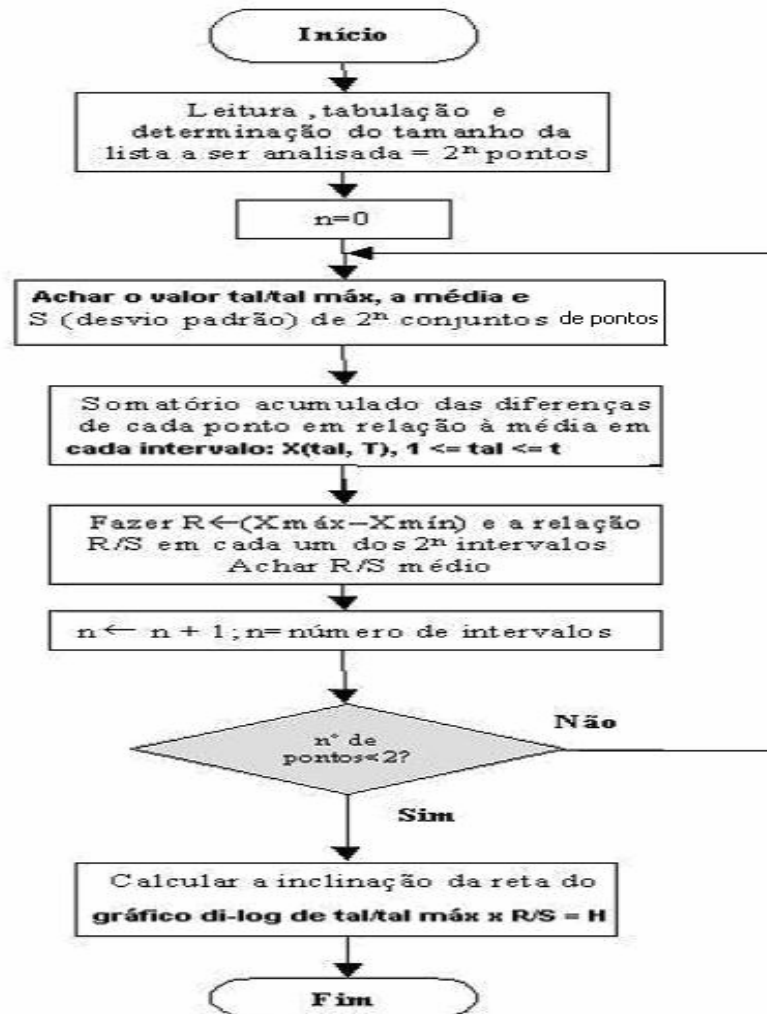 Início
Leitura ,tabulação e
determinação do tamanho da
lista a ser analisada = 2ⁿ pontos
n=0
Achar o valor tal/tal máx, a média e
S (desvio padrão) de 2ⁿ conjuntos de pontos
Somatório acumulado das diferenças
de cada ponto em relação à média em
cada intervalo: X(tal, T), 1 <= tal <= t
Fazer R←(Xmáx−Xmín) e a relação
R/S em cada um dos 2ⁿ intervalos
Achar R/S médio
n ← n + 1;n=número de intervalos
n° de
pontos<2?
Não
Sim
Calcular a inclinação da reta do
gráfico di-log de tal/tal máx x R/S = H
Fim